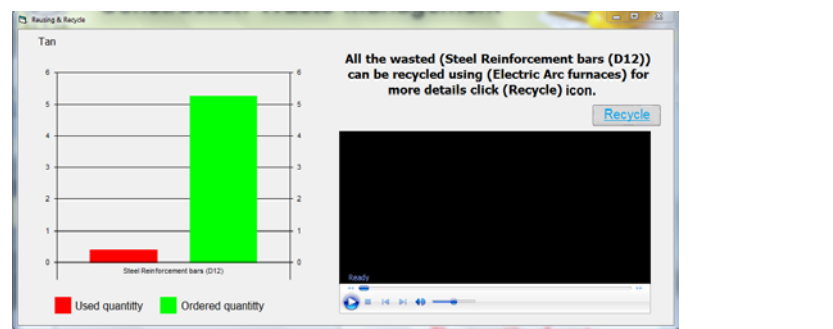 Reusing & Recycle
Tan
All the wasted (Steel Reinforcement bars (D12))
can be recycled using (Electric Arc furnaces) for
more details click (Recycle) icon.
Recycle
6 6
5 5
4 4
3 3
2 2
1 1
0 0
Steel Reinforcement bars (D12)
Used quantitty Ordered quantitty
Ready